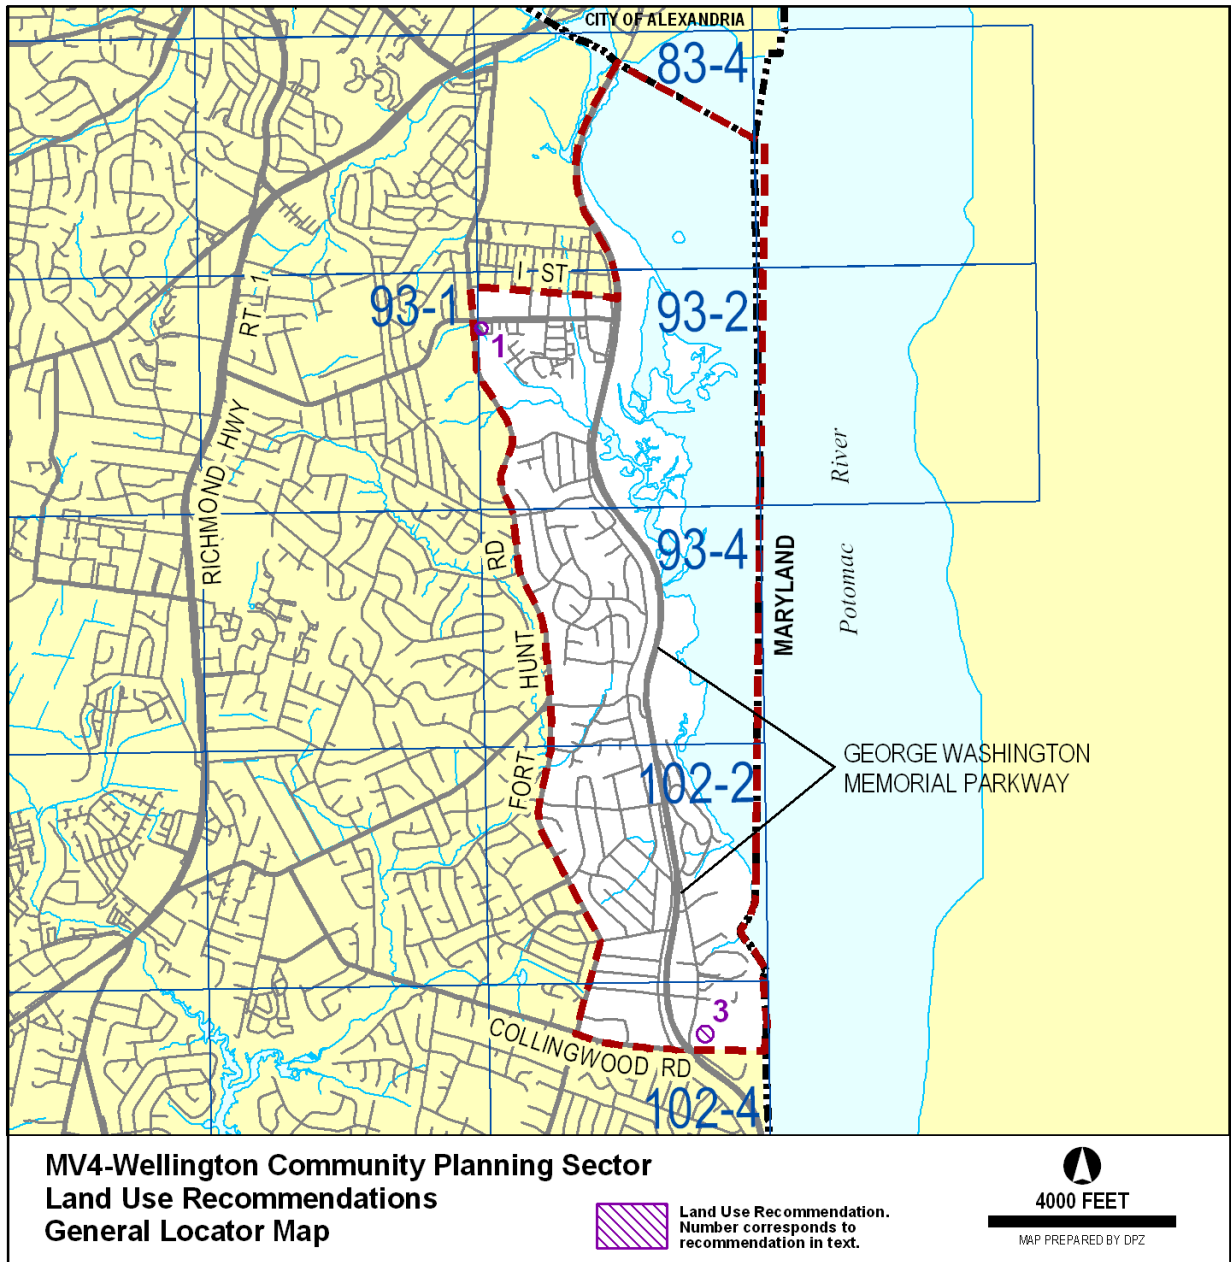 CITY OF ALEXANDRIA
83-4
I ST
93-1
93-2
RT 1
1
RICHMOND HWY
River
93-4
RD
MARYLAND
Potomac
HUNT
FORT
GEORGE WASHINGTON
MEMORIAL PARKWAY
102-2
3
COLLINGWOOD RD
102-4
MV4-Wellington Community Planning Sector
Land Use Recommendations
General Locator Map
Land Use Recommendation.
Number corresponds to
recommendation in text.
4000 FEET
MAP PREPARED BY DPZ